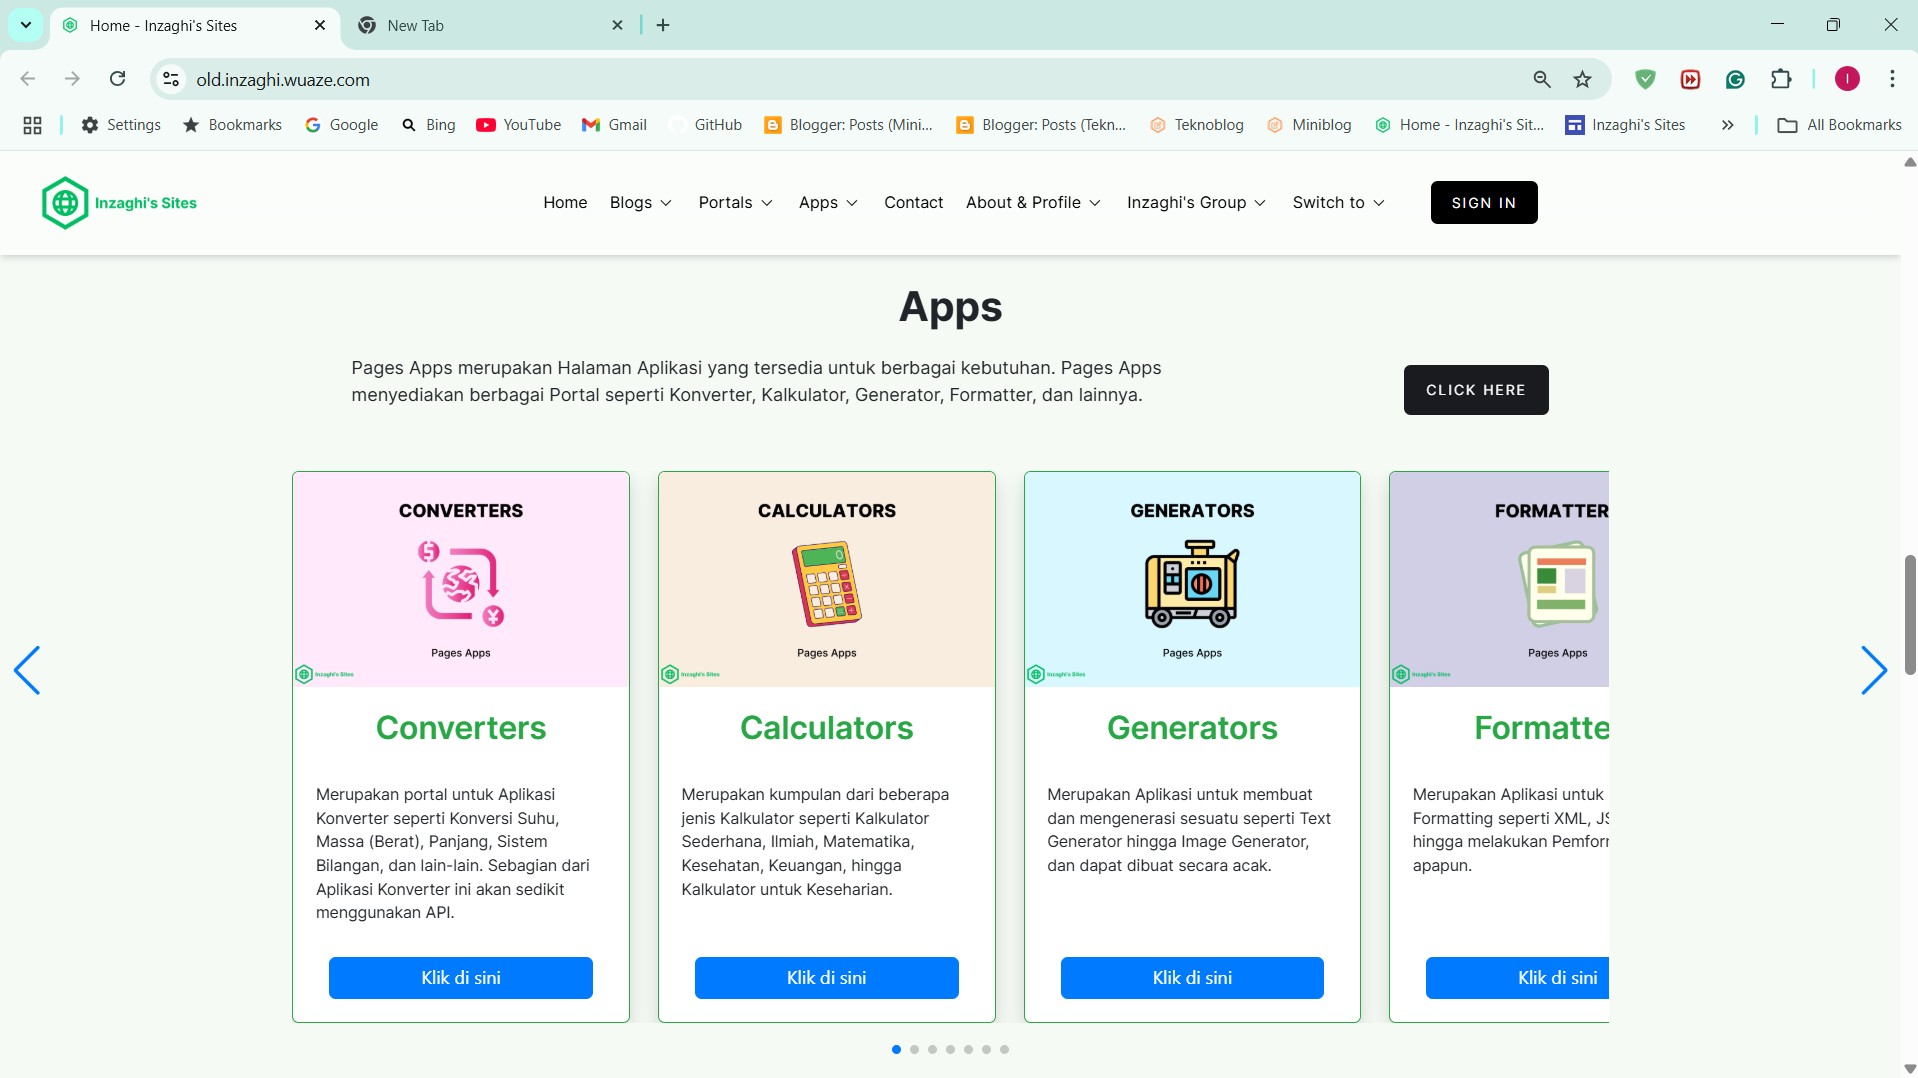 Home - Inzaghi's Sites
New Tab
old.inzaghi.wuaze.com
I
Settings
Bookmarks
Google
Bing
YouTube
Gmail
GitHub
Blogger: Posts (Mini...
Blogger: Posts (Tekn...
Teknoblog
Miniblog
Home - Inzaghi's Sit...
Inzaghi's Sites
All Bookmarks
Inzaghi's Sites
Home
Blogs
Portals
Apps
Contact
About & Profile
Inzaghi's Group
Switch to
SIGN IN
Apps
Pages Apps merupakan Halaman Aplikasi yang tersedia untuk berbagai kebutuhan. Pages Apps
menyediakan berbagai Portal seperti Konverter, Kalkulator, Generator, Formatter, dan lainnya.
CLICK HERE
CONVERTERS
Pages Apps
Inzaghi's Sites
Converters
Merupakan portal untuk Aplikasi
Konverter seperti Konversi Suhu,
Massa (Berat), Panjang, Sistem
Bilangan, dan lain-lain. Sebagian dari
Aplikasi Konverter ini akan sedikit
menggunakan API.
Klik di sini
CALCULATORS
Pages Apps
Inzaghi's Sites
Calculators
Merupakan kumpulan dari beberapa
jenis Kalkulator seperti Kalkulator
Sederhana, Ilmiah, Matematika,
Kesehatan, Keuangan, hingga
Kalkulator untuk Keseharian.
Klik di sini
GENERATORS
Pages Apps
Inzaghi's Sites
Generators
Merupakan Aplikasi untuk membuat
dan mengenerasi sesuatu seperti Text
Generator hingga Image Generator,
dan dapat dibuat secara acak.
Klik di sini
FORMATTER
Pages Apps
Inzaghi's Sites
Formatte
Merupakan Aplikasi untuk
Formatting seperti XML, JS
hingga melakukan Pemforr
apapun.
Klik di sini